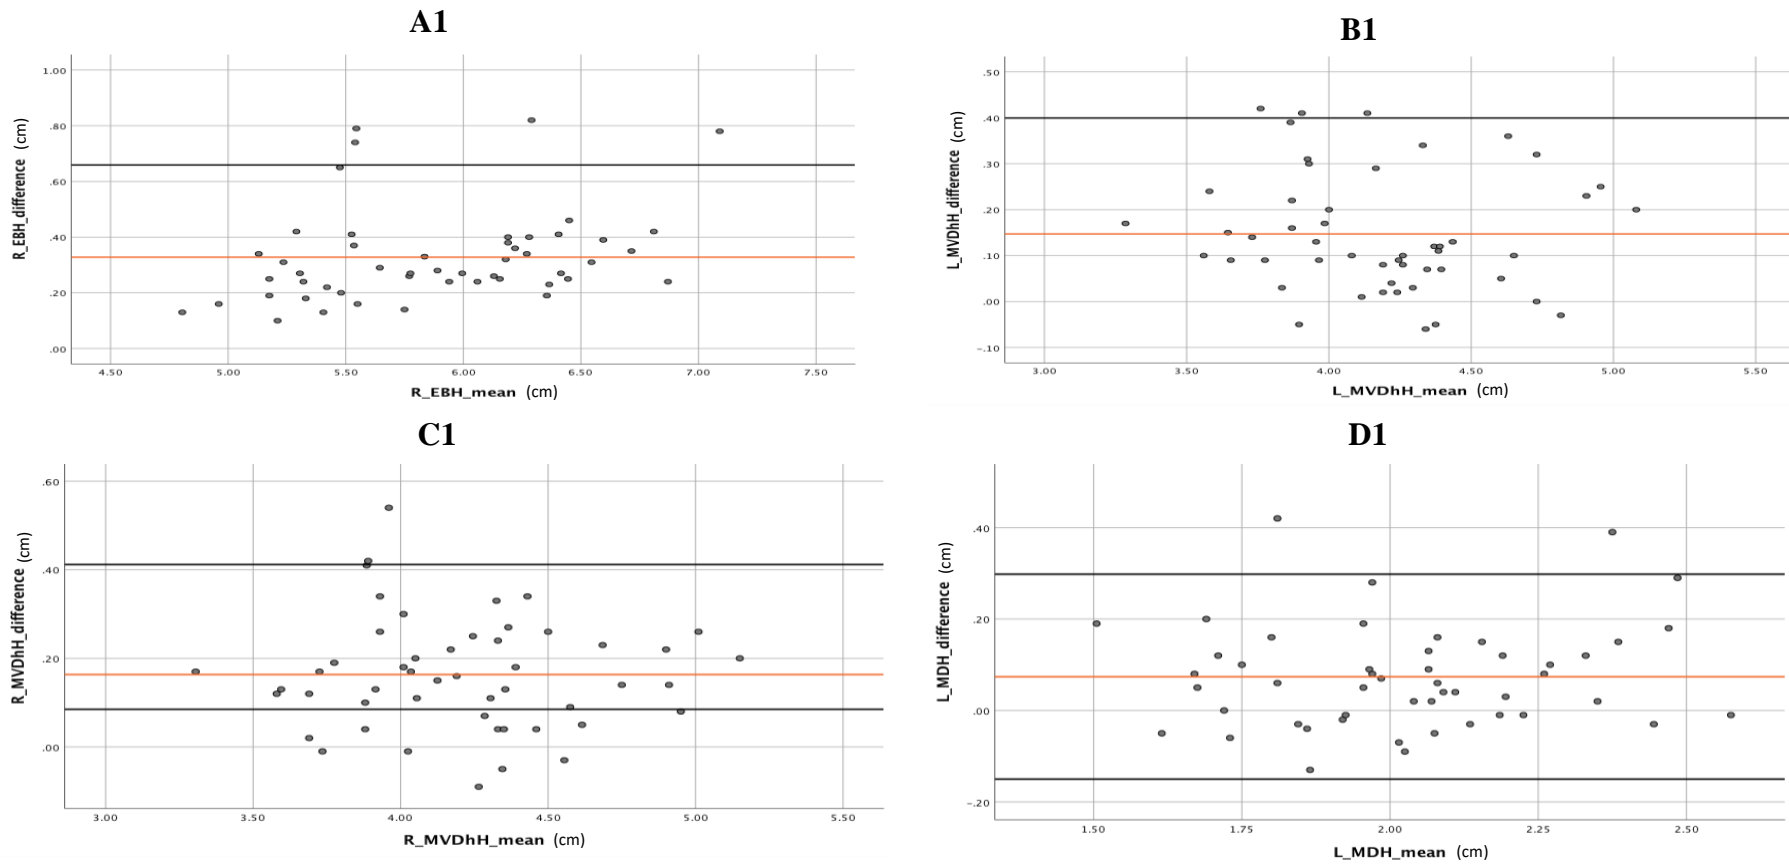 A1
1.00
.80
.60
.40
.20
.00
R_EBH_difference (cm)
4.50 5.00 5.50 6.00 6.50 7.00 7.50
R_EBH_mean (cm)
B1
.50
.40
.30
.20
.10
.00
-.10
L_MVDhH_difference (cm)
3.00 3.50 4.00 4.50 5.00 5.50
L_MVDhH_mean (cm)
C1
.60
.40
.20
.00
R_MVDhH_difference (cm)
3.00 3.50 4.00 4.50 5.00 5.50
R_MVDhH_mean (cm)
D1
.40
.20
.00
-.20
L_MDH_difference (cm)
1.50 1.75 2.00 2.25 2.50
L_MDH_mean (cm)